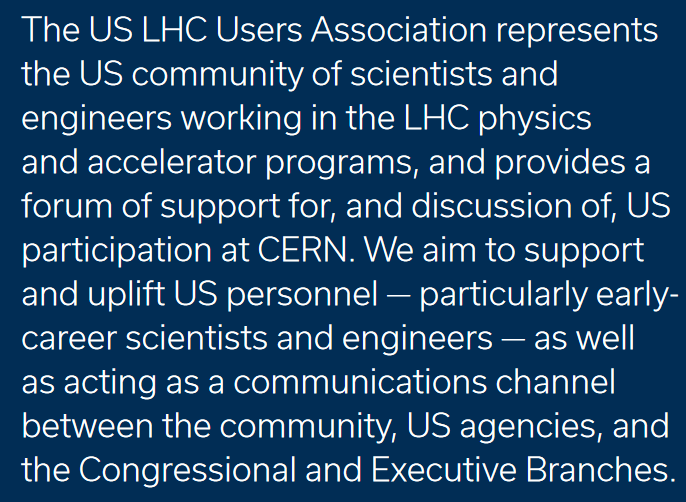 The US LHC Users Association represents
the US community of scientists and
engineers working in the LHC physics
and accelerator programs, and provides a
forum of support for, and discussion of, US
participation at CERN. We aim to support
and uplift US personnel — particularly early-
career scientists and engineers — as well
as acting as a communications channel
between the community, US agencies, and
the Congressional and Executive Branches.